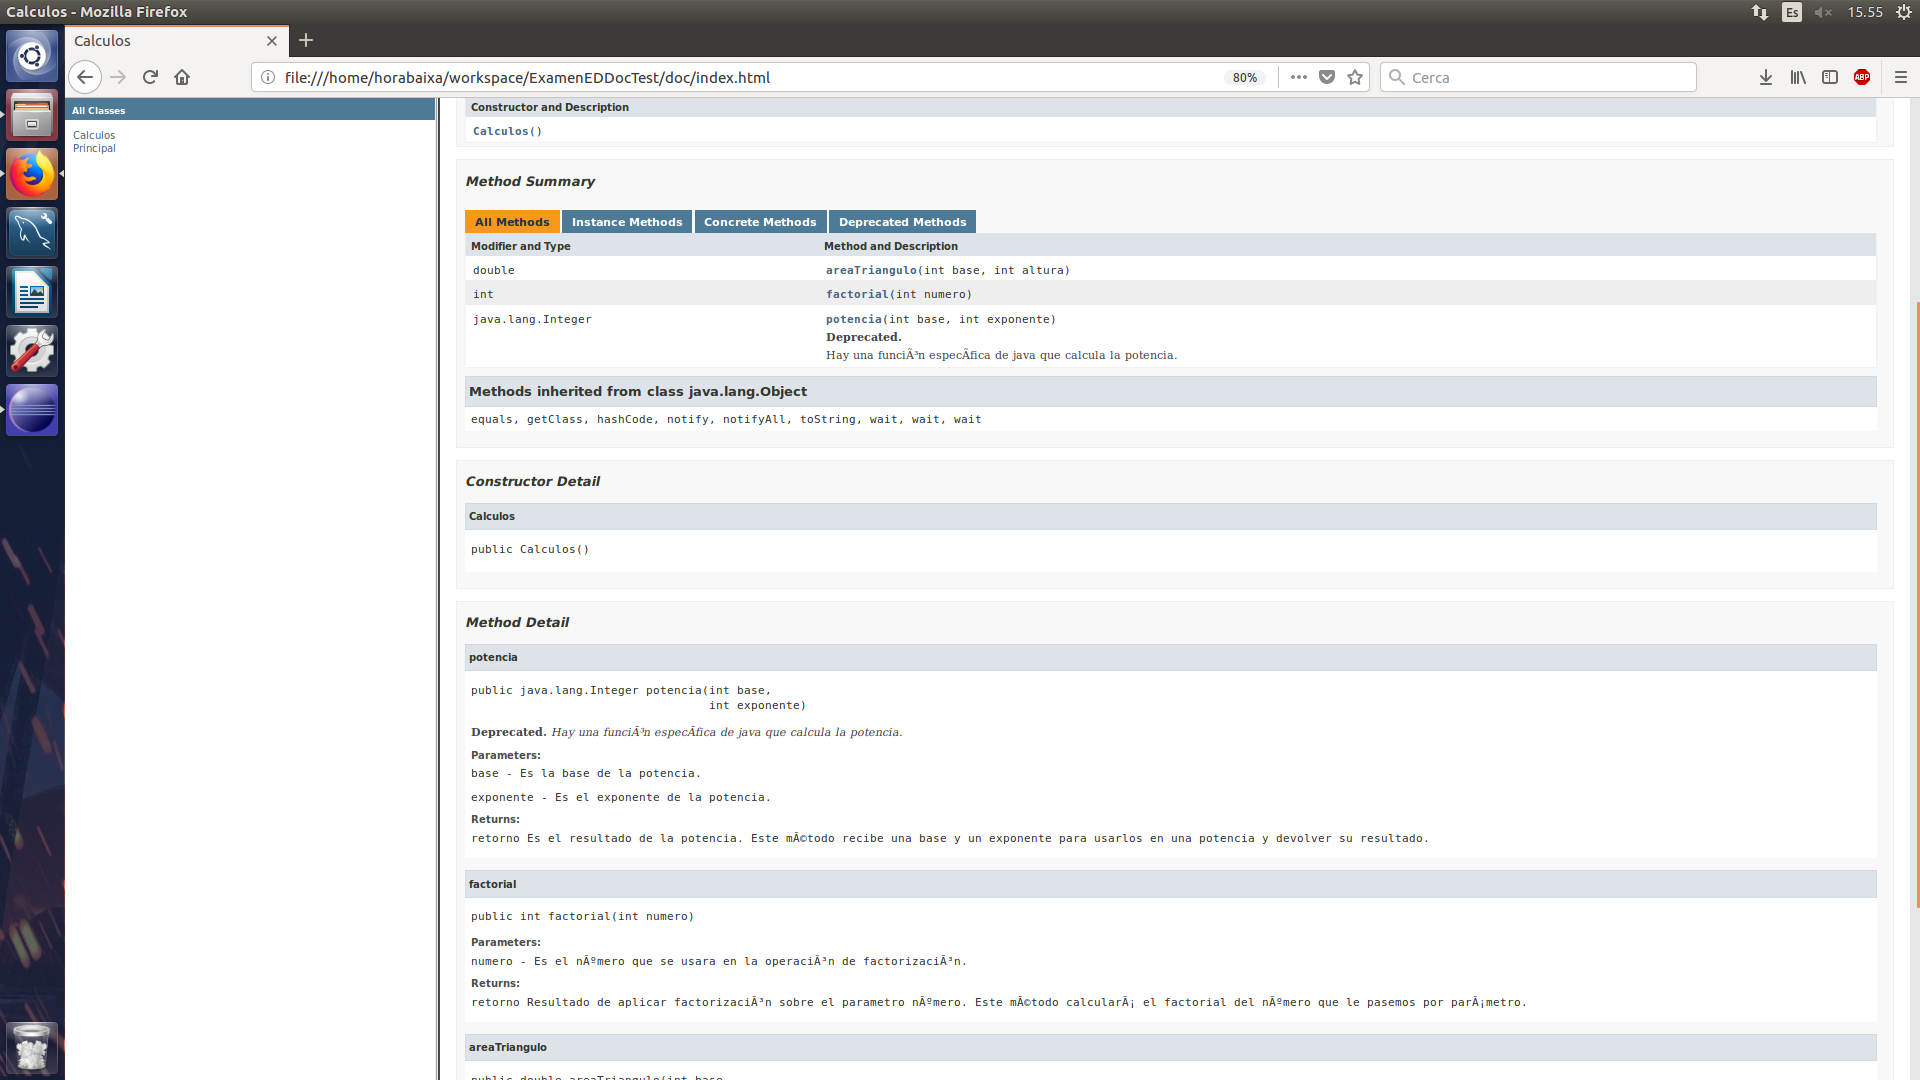 Calculos - Mozilla Firefox
Es
15.55
Calculos
file:///home/horabaixa/workspace/ExamenEDDocTest/doc/index.html
80%
Cerca
ABP
All Classes
Calculos
Principal
Constructor and Description
Calculos()
Method Summary
All Methods
Instance Methods
Concrete Methods
Deprecated Methods
Modifier and Type
Method and Description
double
areaTriangulo(int base, int altura)
int
factorial(int numero)
java.lang.Integer
potencia(int base, int exponente)
Deprecated.
Hay una funciÃ³n especÃ­fica de java que calcula la potencia.
Methods inherited from class java.lang.Object
equals, getClass, hashCode, notify, notifyAll, toString, wait, wait, wait
Constructor Detail
Calculos
public Calculos()
Method Detail
potencia
public java.lang.Integer potencia(int base,
int exponente)
Deprecated. Hay una funciÃ³n especÃ­fica de java que calcula la potencia.
Parameters:
base - Es la base de la potencia.
exponente - Es el exponente de la potencia.
Returns:
retorno Es el resultado de la potencia. Este mÃ©todo recibe una base y un exponente para usarlos en una potencia y devolver su resultado.
factorial
public int factorial(int numero)
Parameters:
numero - Es el nÃºmero que se usara en la operaciÃ³n de factorizaciÃ³n.
Returns:
retorno Resultado de aplicar factorizaciÃ³n sobre el parametro nÃºmero. Este mÃ©todo calcularÃ¡ el factorial del nÃºmero que le pasemos por parÃ¡metro.
areaTriangulo
public double areaTriangulo(int base,